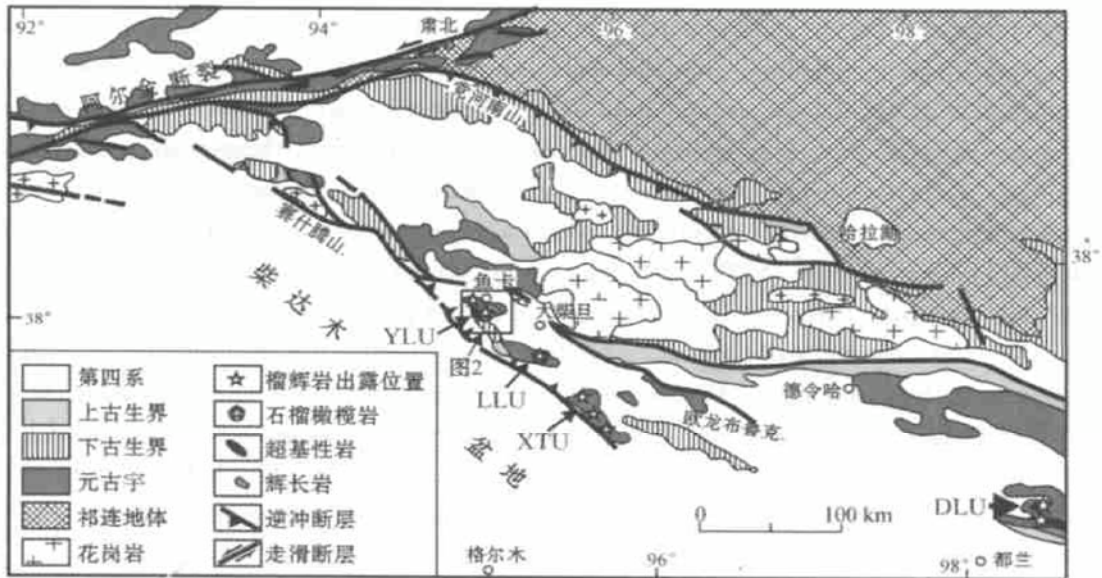 92°
94°
96°
98°
肃北
阿尔金断裂
党河南山
赛什腾山
哈拉湖
38°
鱼卡
大柴旦
柴达木
38°
YLU
图2
LLU
XTU
德令哈
欧龙布鲁克
盆地
DLU
0
100 km
格尔木
96°
98°
都兰
第四系
上古生界
下古生界
元古宇
祁连地体
花岗岩
榴辉岩出露位置
石榴橄榄岩
超基性岩
辉长岩
逆冲断层
走滑断层